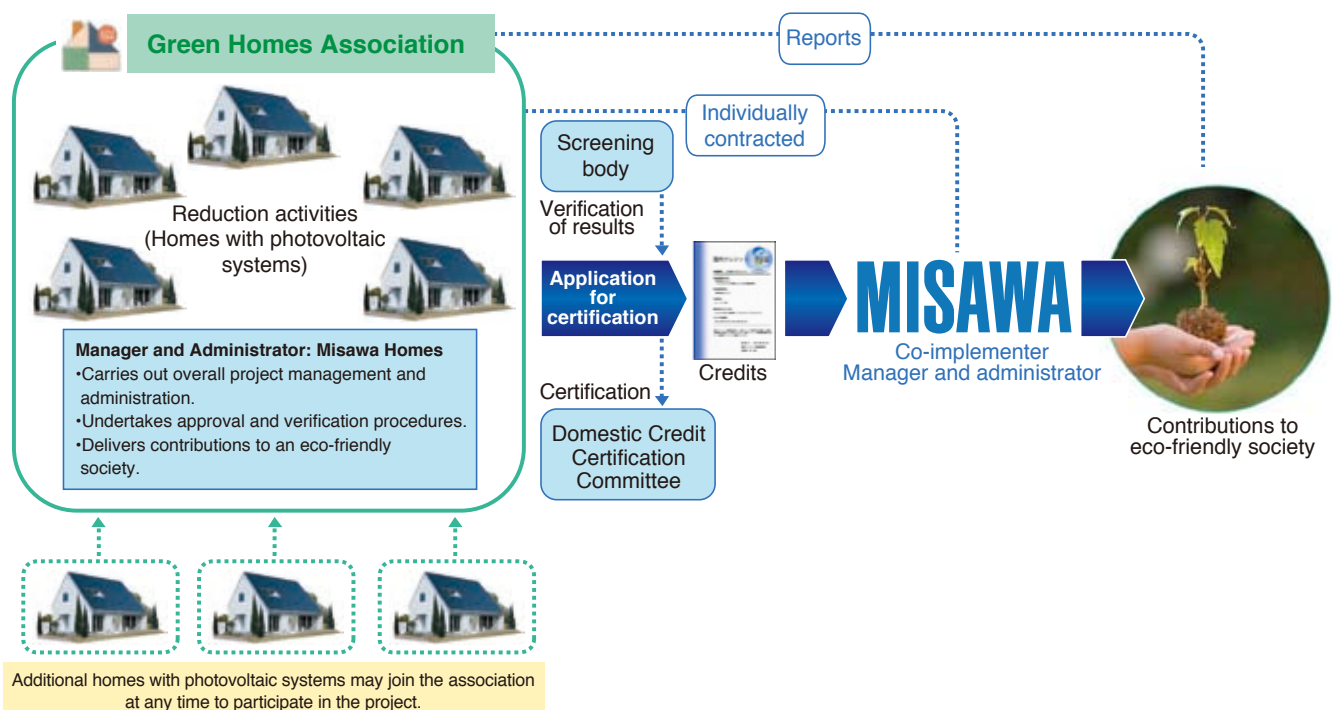 Green Homes Association
Reports
Individually
contracted
Reduction activities
(Homes with photovoltaic
systems)
Manager and Administrator: Misawa Homes
•Carries out overall project management and
administration.
•Undertakes approval and verification procedures.
•Delivers contributions to an eco-friendly
society.
Screening
body
Verification
of results
Application
for
certification
Certification
Domestic Credit
Certification
Committee
Credits
MISAWA
Co-implementer
Manager and administrator
Contributions to
eco-friendly society
Additional homes with photovoltaic systems may join the association
at any time to participate in the project.